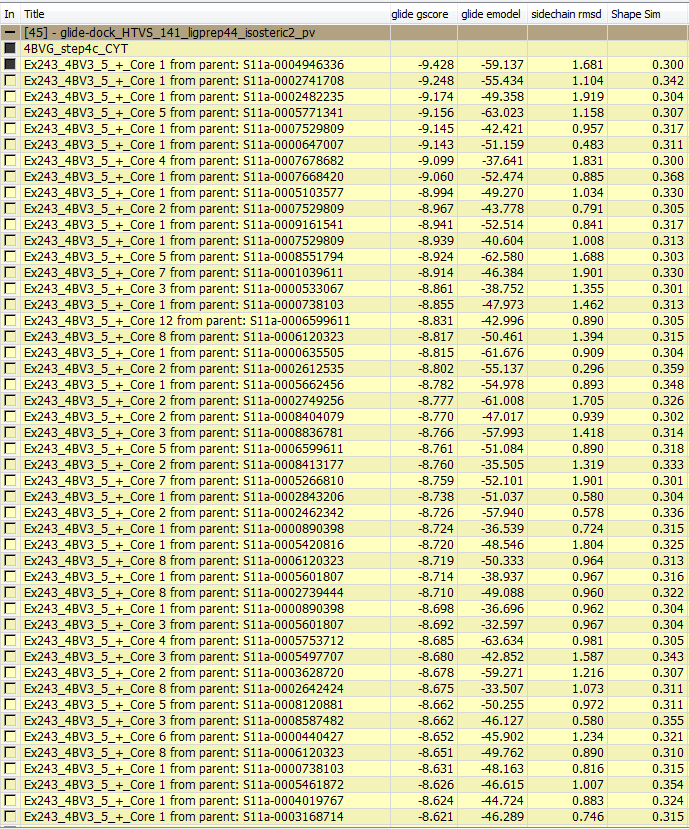 In Title glide gscore glide emodel sidechain rmsd Shape Sim
[45] - glide-dock_HTVS_141_ligprep44_isosteric2_pv
4BVG_step4c_CYT
Ex243_4BV3_5_+_Core 1 from parent: S11a-0004946336 -9.428 -59.137 1.681 0.300
Ex243_4BV3_5_+_Core 1 from parent: S11a-0002741708 -9.248 -55.434 1.104 0.342
Ex243_4BV3_5_+_Core 1 from parent: S11a-0002482235 -9.174 -49.358 1.919 0.304
Ex243_4BV3_5_+_Core 5 from parent: S11a-0005771341 -9.156 -63.023 1.158 0.307
Ex243_4BV3_5_+_Core 1 from parent: S11a-0007529809 -9.145 -42.421 0.957 0.317
Ex243_4BV3_5_+_Core 1 from parent: S11a-0000647007 -9.143 -51.159 0.483 0.311
Ex243_4BV3_5_+_Core 4 from parent: S11a-0007678682 -9.099 -37.641 1.831 0.300
Ex243_4BV3_5_+_Core 1 from parent: S11a-0007668420 -9.060 -52.474 0.885 0.368
Ex243_4BV3_5_+_Core 1 from parent: S11a-0005103577 -8.994 -49.270 1.034 0.330
Ex243_4BV3_5_+_Core 2 from parent: S11a-0007529809 -8.967 -43.778 0.791 0.305
Ex243_4BV3_5_+_Core 1 from parent: S11a-0009161541 -8.941 -52.514 0.841 0.317
Ex243_4BV3_5_+_Core 1 from parent: S11a-0007529809 -8.939 -40.604 1.008 0.313
Ex243_4BV3_5_+_Core 5 from parent: S11a-0008551794 -8.924 -62.580 1.688 0.303
Ex243_4BV3_5_+_Core 7 from parent: S11a-0001039611 -8.914 -46.384 1.901 0.330
Ex243_4BV3_5_+_Core 3 from parent: S11a-0000533067 -8.861 -38.752 1.355 0.301
Ex243_4BV3_5_+_Core 1 from parent: S11a-0000738103 -8.855 -47.973 1.462 0.313
Ex243_4BV3_5_+_Core 12 from parent: S11a-0006599611 -8.831 -42.996 0.890 0.305
Ex243_4BV3_5_+_Core 8 from parent: S11a-0006120323 -8.817 -50.461 1.394 0.315
Ex243_4BV3_5_+_Core 1 from parent: S11a-0000635505 -8.815 -61.676 0.909 0.304
Ex243_4BV3_5_+_Core 2 from parent: S11a-0002612535 -8.802 -55.137 0.296 0.359
Ex243_4BV3_5_+_Core 1 from parent: S11a-0005662456 -8.782 -54.978 0.893 0.348
Ex243_4BV3_5_+_Core 2 from parent: S11a-0002749256 -8.777 -61.008 1.705 0.326
Ex243_4BV3_5_+_Core 2 from parent: S11a-0008404079 -8.770 -47.017 0.939 0.302
Ex243_4BV3_5_+_Core 3 from parent: S11a-0008836781 -8.766 -57.993 1.418 0.314
Ex243_4BV3_5_+_Core 5 from parent: S11a-0006599611 -8.761 -51.084 0.890 0.318
Ex243_4BV3_5_+_Core 2 from parent: S11a-0008413177 -8.760 -35.505 1.319 0.333
Ex243_4BV3_5_+_Core 7 from parent: S11a-0005266810 -8.759 -52.101 1.901 0.301
Ex243_4BV3_5_+_Core 1 from parent: S11a-0002843206 -8.738 -51.037 0.580 0.304
Ex243_4BV3_5_+_Core 2 from parent: S11a-0002462342 -8.726 -57.940 0.578 0.336
Ex243_4BV3_5_+_Core 1 from parent: S11a-0000890398 -8.724 -36.539 0.724 0.315
Ex243_4BV3_5_+_Core 1 from parent: S11a-0005420816 -8.720 -48.546 1.804 0.325
Ex243_4BV3_5_+_Core 8 from parent: S11a-0006120323 -8.719 -50.333 0.964 0.313
Ex243_4BV3_5_+_Core 1 from parent: S11a-0005601807 -8.714 -38.937 0.967 0.316
Ex243_4BV3_5_+_Core 8 from parent: S11a-0002739444 -8.710 -49.088 0.960 0.322
Ex243_4BV3_5_+_Core 1 from parent: S11a-0000890398 -8.698 -36.696 0.962 0.304
Ex243_4BV3_5_+_Core 3 from parent: S11a-0005601807 -8.692 -32.597 0.967 0.304
Ex243_4BV3_5_+_Core 4 from parent: S11a-0005753712 -8.685 -63.634 0.981 0.305
Ex243_4BV3_5_+_Core 3 from parent: S11a-0005497707 -8.680 -42.852 1.587 0.343
Ex243_4BV3_5_+_Core 2 from parent: S11a-0003628720 -8.678 -59.271 1.216 0.307
Ex243_4BV3_5_+_Core 8 from parent: S11a-0002642424 -8.675 -33.507 1.073 0.311
Ex243_4BV3_5_+_Core 5 from parent: S11a-0008120881 -8.662 -50.255 0.972 0.311
Ex243_4BV3_5_+_Core 3 from parent: S11a-0008587482 -8.662 -46.127 0.580 0.355
Ex243_4BV3_5_+_Core 6 from parent: S11a-0000440427 -8.652 -45.902 1.234 0.321
Ex243_4BV3_5_+_Core 8 from parent: S11a-0006120323 -8.651 -49.762 0.890 0.310
Ex243_4BV3_5_+_Core 1 from parent: S11a-0000738103 -8.631 -48.163 0.816 0.315
Ex243_4BV3_5_+_Core 1 from parent: S11a-0005461872 -8.626 -46.615 1.007 0.354
Ex243_4BV3_5_+_Core 1 from parent: S11a-0004019767 -8.624 -44.724 0.883 0.324
Ex243_4BV3_5_+_Core 1 from parent: S11a-0003168714 -8.621 -46.289 0.746 0.315